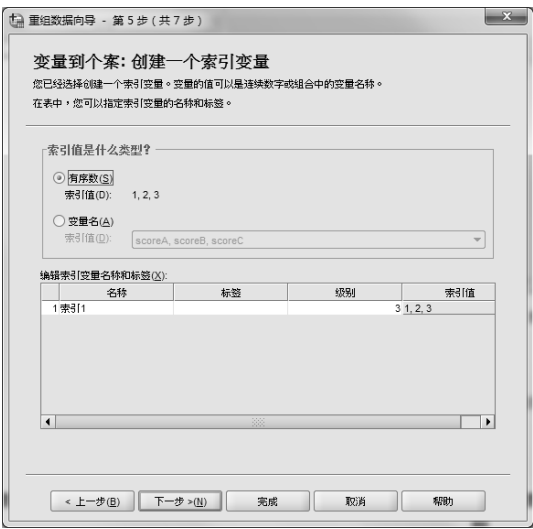 重组数据向导 - 第 5 步 (共 7 步)
变量到个案: 创建一个索引变量
您已经选择创建一个索引变量。变量的值可以是连续数字或组合中的变量名称。
在表中，您可以指定索引变量的名称和标签。
索引值是什么类型?
有序数(S)
索引值(D): 1, 2, 3
变量名(A)
索引值(D): scoreA, scoreB, scoreC
编辑索引变量名称和标签(X):
名称 标签 级别 索引值
1 索引1 3 1, 2, 3
< 上一步(B) 下一步 >(N) 完成 取消 帮助